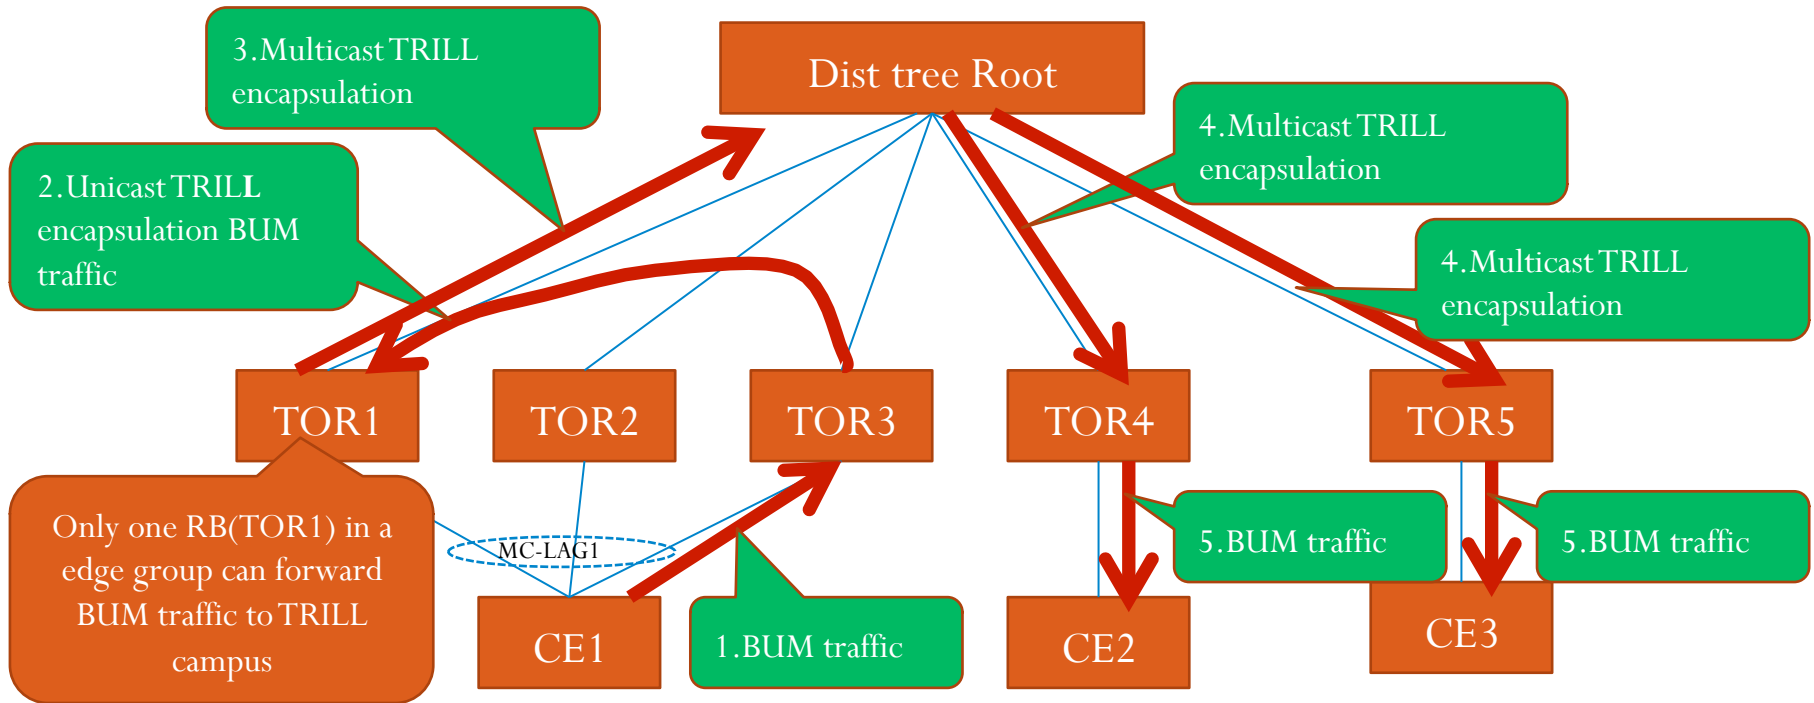 3.Multicast TRILL
encapsulation
Dist tree Root
4.Multicast TRILL
encapsulation
2.Unicast TRILL
encapsulation BUM
traffic
4.Multicast TRILL
encapsulation
TOR1
TOR2
TOR3
TOR4
TOR5
Only one RB(TOR1) in a
edge group can forward
BUM traffic to TRILL
campus
MC-LAG1
5.BUM traffic
5.BUM traffic
CE1
1.BUM traffic
CE2
CE3